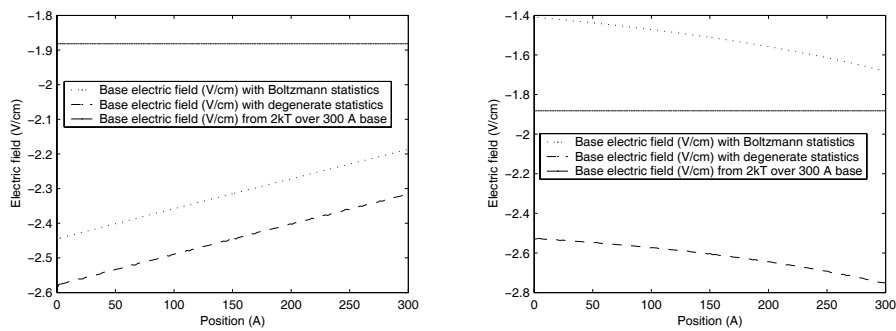 -1.8
-1.9
-2
-2.1
-2.2
-2.3
-2.4
-2.5
-2.6
Electric field (V/cm)
Base electric field (V/cm) with Boltzmann statistics
Base electric field (V/cm) with degenerate statistics
Base electric field (V/cm) from 2kT over 300 A base
0 50 100 150 200 250 300
Position (A)
-1.4
-1.6
-1.8
-2
-2.2
-2.4
-2.6
-2.8
Electric field (V/cm)
Base electric field (V/cm) with Boltzmann statistics
Base electric field (V/cm) with degenerate statistics
Base electric field (V/cm) from 2kT over 300 A base
0 50 100 150 200 250 300
Position (A)